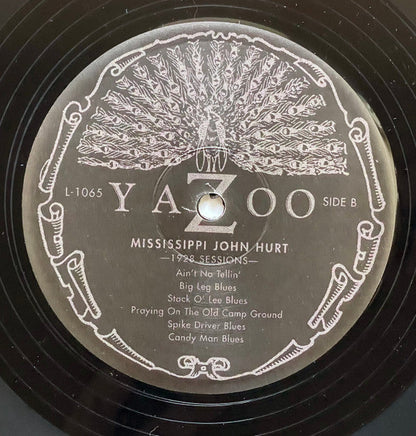 L-1065
YAZOO
SIDE B
MISSISSIPPI JOHN HURT
—1928 SESSIONS—
Ain't No Tellin'
Big Leg Blues
Stack O' Lee Blues
Praying On The Old Camp Ground
Spike Driver Blues
Candy Man Blues